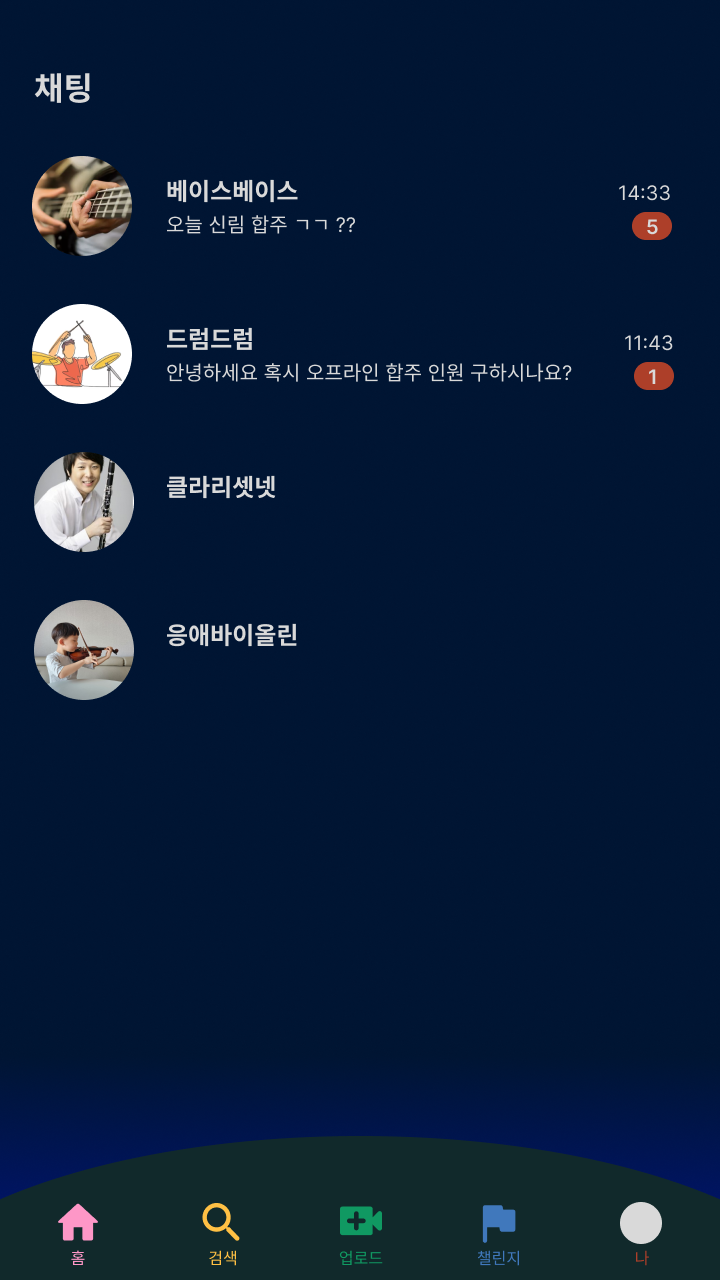 채팅
베이스베이스
14:33
오늘 신림 합주 ㄱㄱ ??
5
드럼드럼
11:43
안녕하세요 혹시 오프라인 합주 인원 구하시나요?
1
클라리셋넷
응애바이올린
홈
검색
업로드
챌린지
나